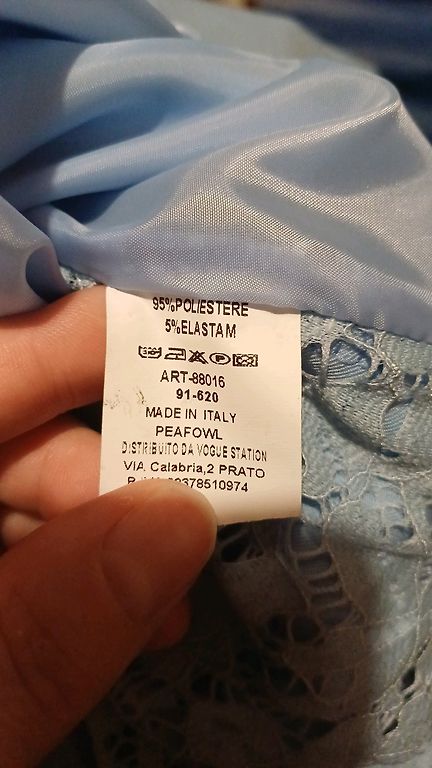 95%POLIESTERE
5%ELASTAM
ART-88016
91-620
MADE IN ITALY
PEAFOWL
DISTRIBUITO DA VOGUE STATION
VIA Calabria,2 PRATO